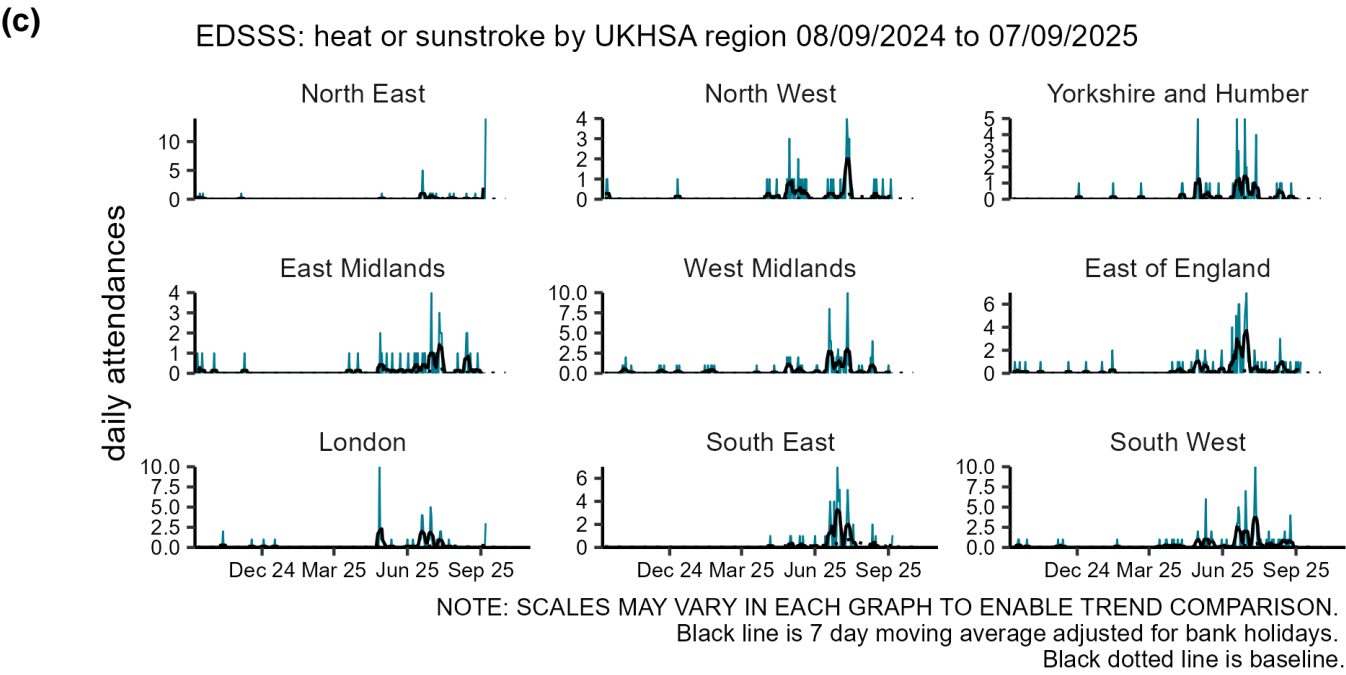 (c)
EDSSS: heat or sunstroke by UKHSA region 08/09/2024 to 07/09/2025
daily attendances
North East
10
5
0
North West
4
3
2
1
0
Yorkshire and Humber
5
4
3
2
1
0
East Midlands
4
3
2
1
0
West Midlands
10.0
7.5
5.0
2.5
0.0
East of England
6
4
2
0
London
10.0
7.5
5.0
2.5
0.0
Dec 24 Mar 25 Jun 25 Sep 25
South East
6
4
2
0
Dec 24 Mar 25 Jun 25 Sep 25
South West
10.0
7.5
5.0
2.5
0.0
Dec 24 Mar 25 Jun 25 Sep 25
NOTE: SCALES MAY VARY IN EACH GRAPH TO ENABLE TREND COMPARISON.
Black line is 7 day moving average adjusted for bank holidays.
Black dotted line is baseline.